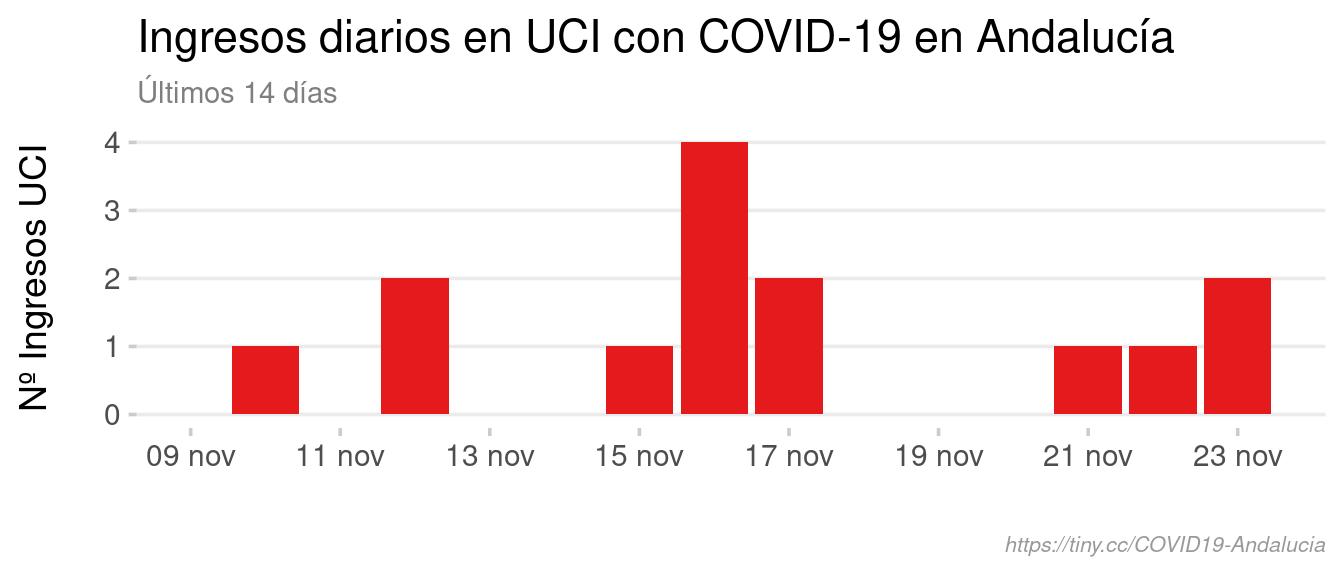 Ingresos diarios en UCI con COVID-19 en Andalucía
Últimos 14 días
Nº Ingresos UCI
4
3
2
1
0
09 nov 11 nov 13 nov 15 nov 17 nov 19 nov 21 nov 23 nov
https://tiny.cc/COVID19-Andalucia